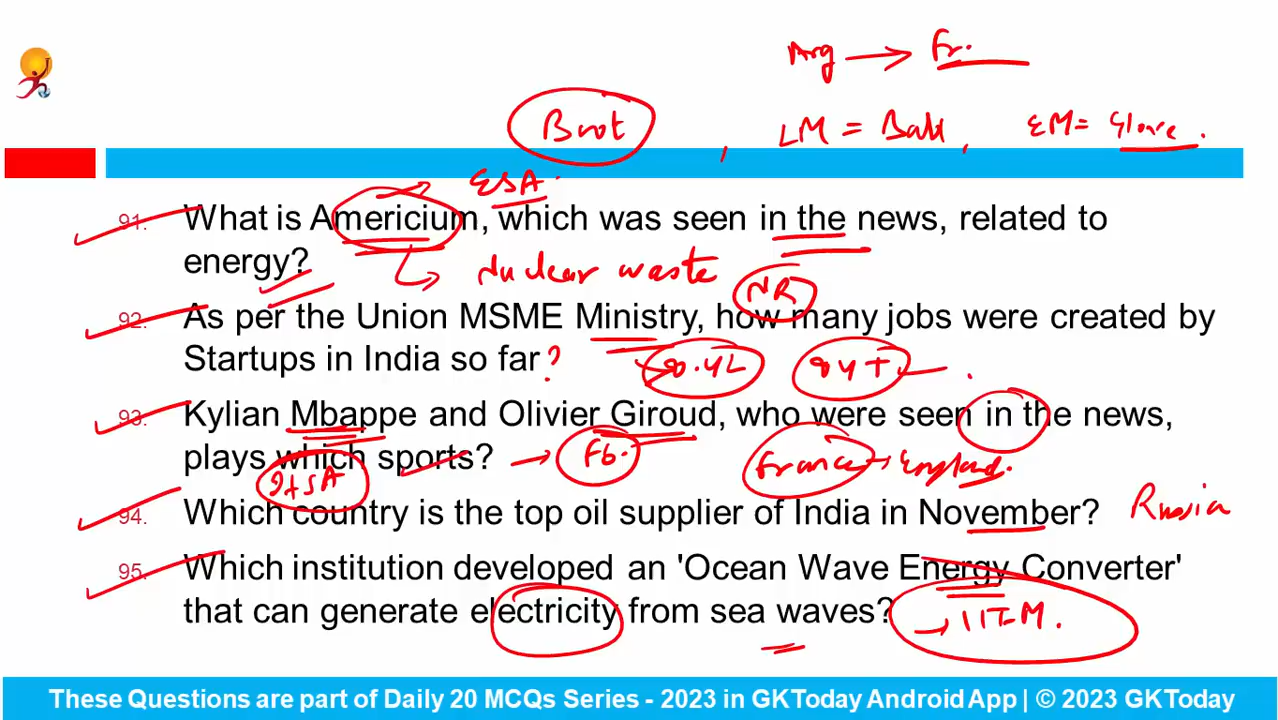 Arg → Fr.
Boot , LM = Ball , EM = Glove .
ESA.
91. What is Americium, which was seen in the news, related to
energy?
Nuclear waste
NR
92. As per the Union MSME Ministry, how many jobs were created by
Startups in India so far ?
93. Kylian Mbappe and Olivier Giroud, who were seen in the news,
plays which sports? → Fb. France → England.
94. Which country is the top oil supplier of India in November? Russia
95. Which institution developed an 'Ocean Wave Energy Converter'
that can generate electricity from sea waves? → IIT-M.
These Questions are part of Daily 20 MCQs Series - 2023 in GKToday Android App | © 2023 GKToday